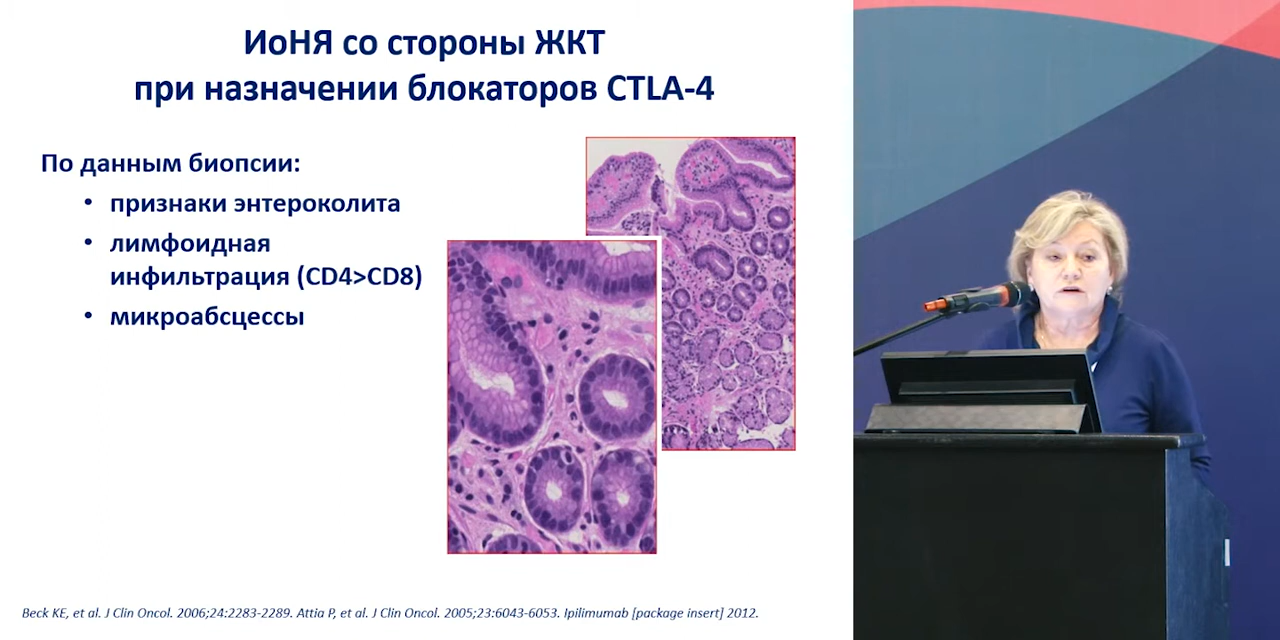 ИоНЯ со стороны ЖКТ
при назначении блокаторов CTLA-4
По данным биопсии:
• признаки энтероколита
• лимфоидная
инфильтрация (CD4>CD8)
• микроабсцессы
Beck KE, et al. J Clin Oncol. 2006;24:2283-2289. Attia P, et al. J Clin Oncol. 2005;23:6043-6053. Ipilimumab [package insert] 2012.